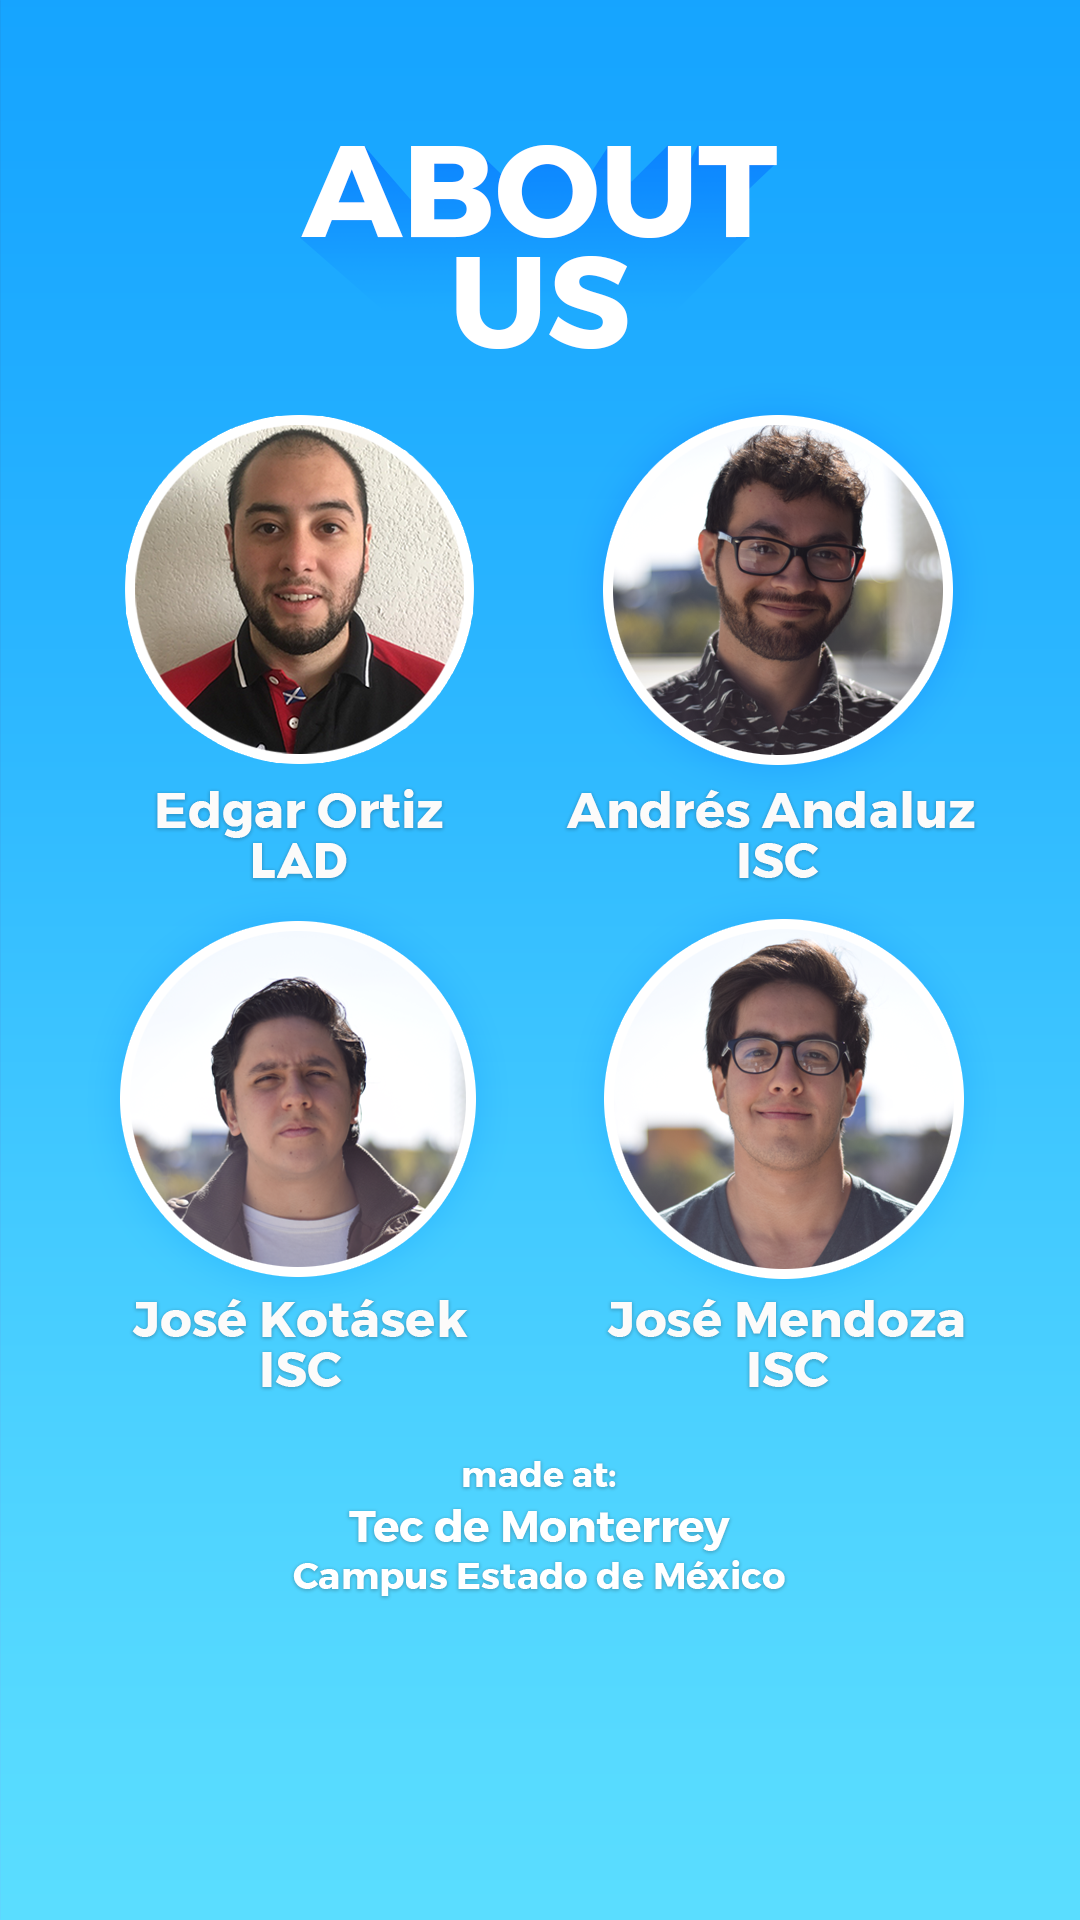 ABOUT
US
Edgar Ortiz
LAD
Andrés Andaluz
ISC
José Kotásek
ISC
José Mendoza
ISC
made at:
Tec de Monterrey
Campus Estado de México